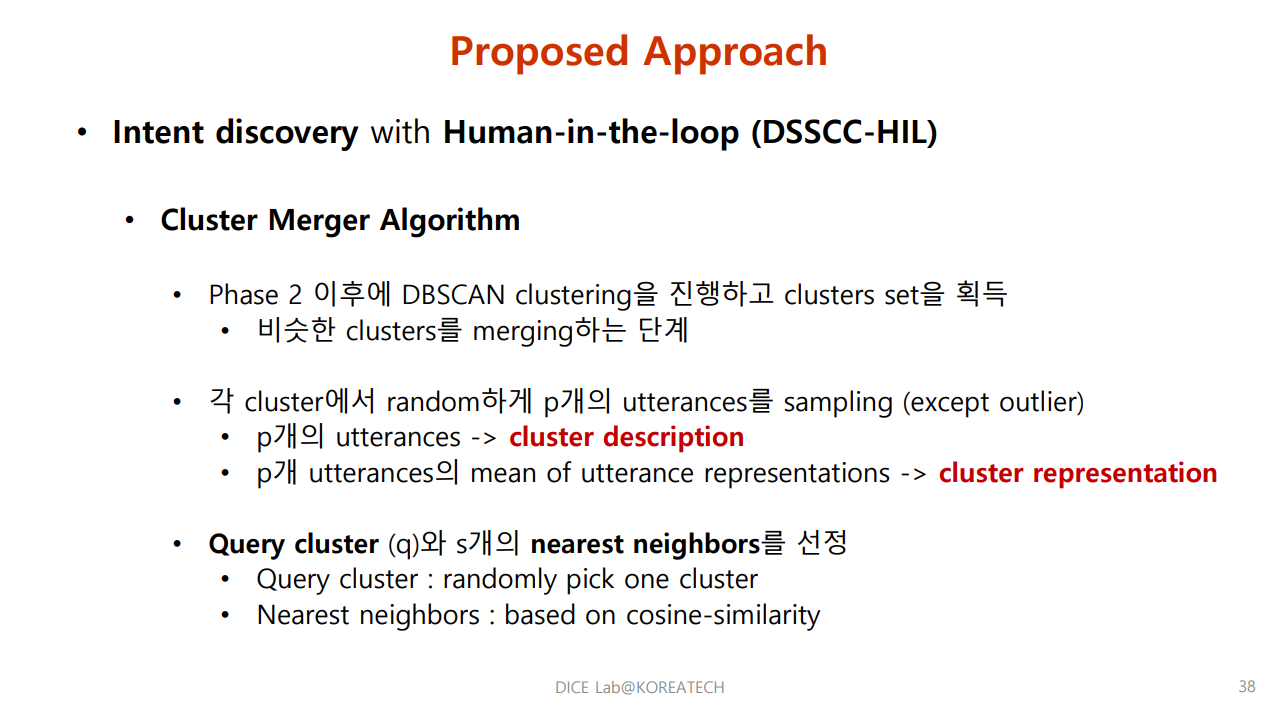 Proposed Approach
• Intent discovery with Human-in-the-loop (DSSCC-HIL)
• Cluster Merger Algorithm
• Phase 2 이후에 DBSCAN clustering을 진행하고 clusters set을 획득
• 비슷한 clusters를 merging하는 단계
• 각 cluster에서 random하게 p개의 utterances를 sampling (except outlier)
• p개의 utterances -> cluster description
• p개 utterances의 mean of utterance representations -> cluster representation
• Query cluster (q)와 s개의 nearest neighbors를 선정
• Query cluster : randomly pick one cluster
• Nearest neighbors : based on cosine-similarity
DICE Lab@KOREATECH
38